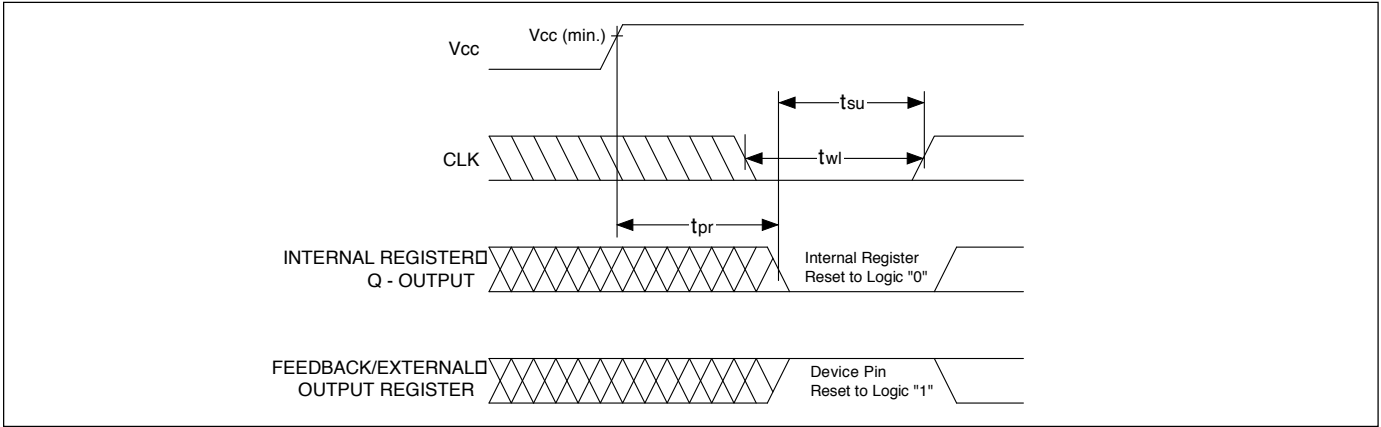 Vcc
Vcc (min.)
tsu
CLK
twl
tpr
INTERNAL REGISTER□
Q - OUTPUT
Internal Register
Reset to Logic "0"
FEEDBACK/EXTERNAL□
OUTPUT REGISTER
Device Pin
Reset to Logic "1"